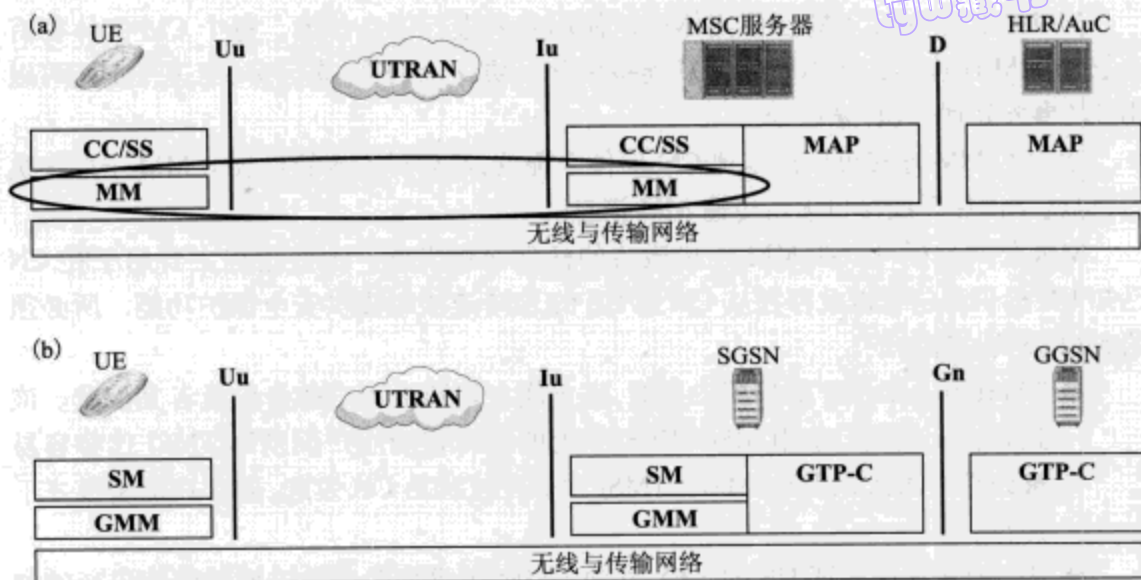 (a)
UE
Uu
UTRAN
Iu
MSC服务器
D
HLR/AuC
CC/SS
CC/SS
MAP
MAP
MM
MM
无线与传输网络
(b)
UE
Uu
UTRAN
Iu
SGSN
Gn
GGSN
SM
SM
GTP-C
GTP-C
GMM
GMM
无线与传输网络